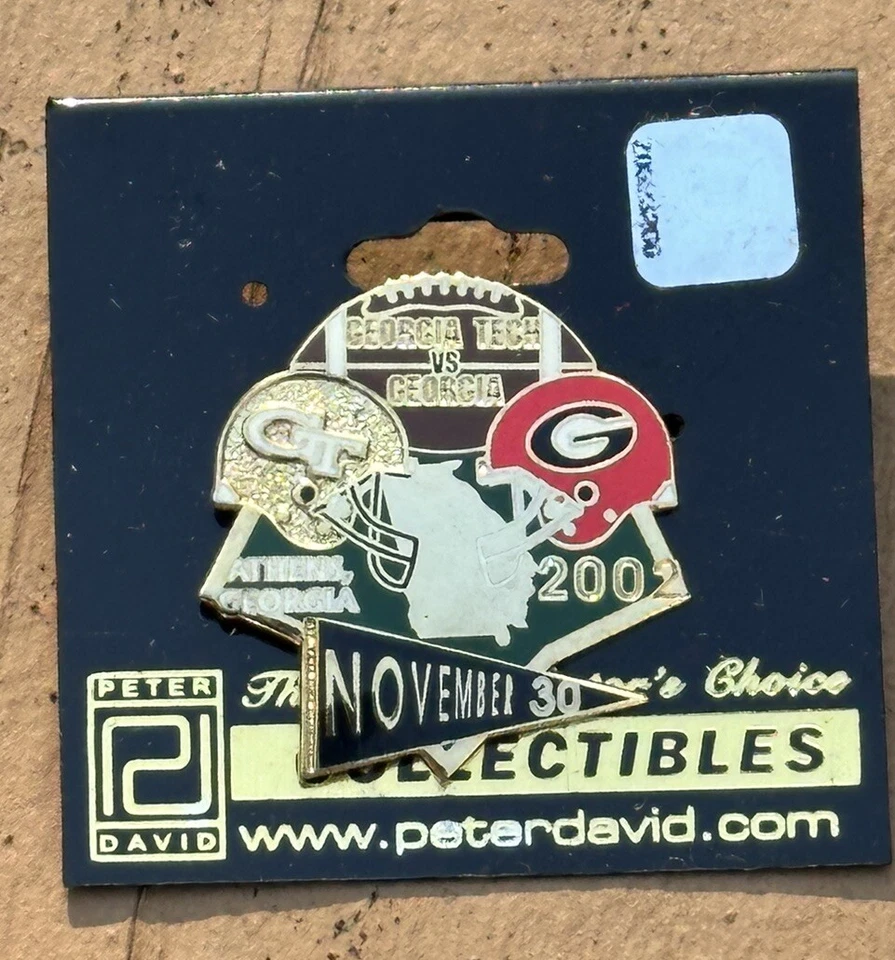 GEORGIA TECH
VS
GEORGIA
GT
G
ATHENS,
GEORGIA
2002
NOVEMBER 30
PETER
DAVID
Choice
COLLECTIBLES
www.peterdavid.com